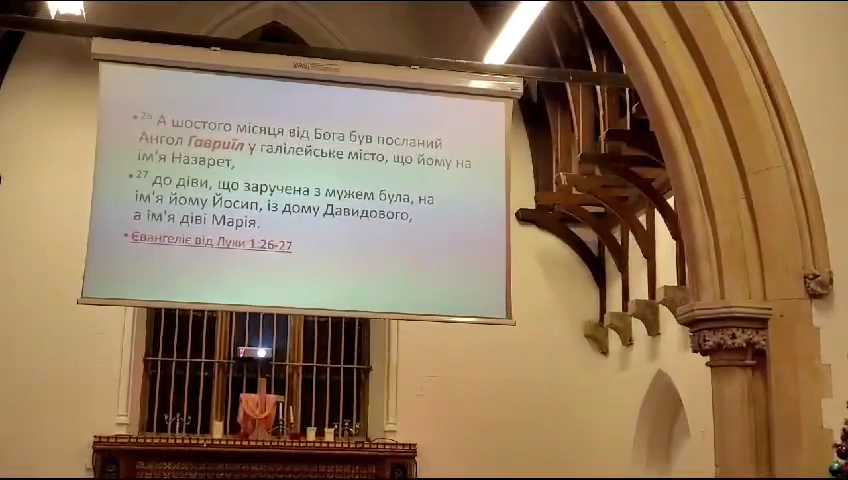 • 26 А шостого місяця від Бога був посланий
Ангол Гавриїл у галілейське місто, що йому на
ім'я Назарет,
• 27 до діви, що заручена з мужем була, на
ім'я йому Йосип, із дому Давидового,
а ім'я діві Марія.
• Євангеліє від Луки 1:26-27